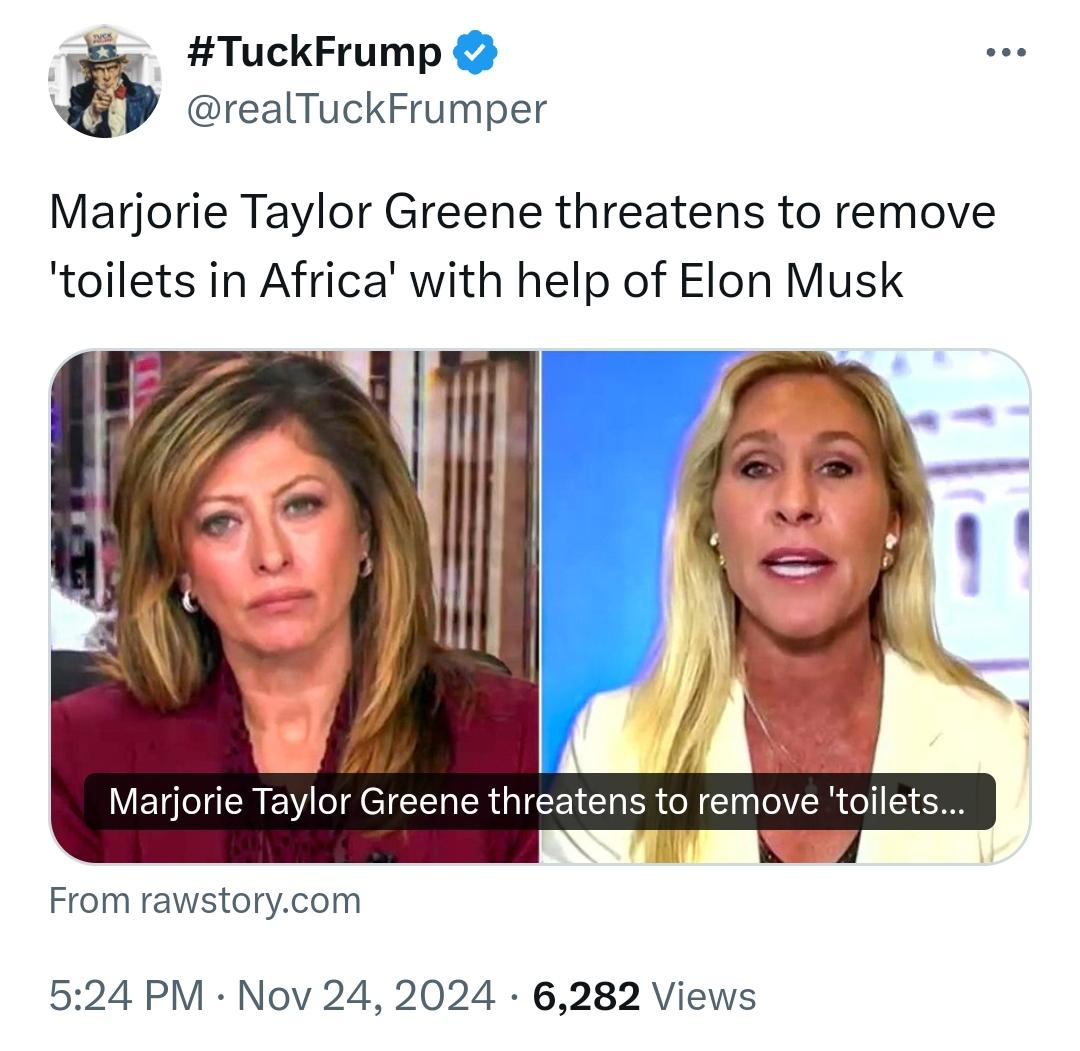 #TuckFrump
@realTuckFrumper
Marjorie Taylor Greene threatens to remove
'toilets in Africa' with help of Elon Musk
Marjorie Taylor Greene threatens to remove 'toilets...
From rawstory.com
5:24 PM · Nov 24, 2024 · 6,282 Views